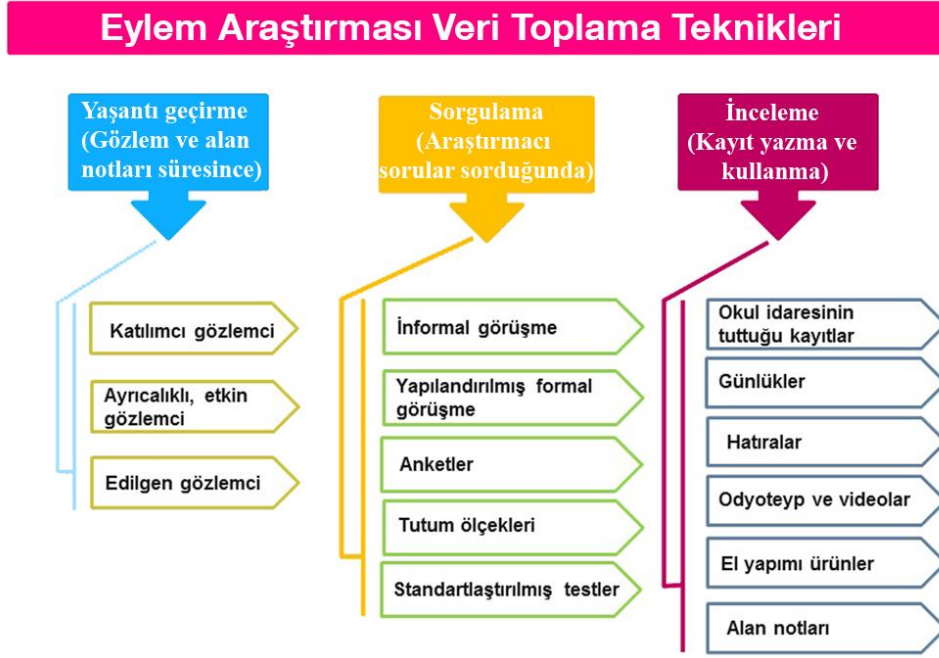 Eylem Araştırması Veri Toplama Teknikleri
Yaşantı geçirme
(Gözlem ve alan
notları süresince)
Katılımcı gözlemci
Ayrıcalıklı, etkin
gözlemci
Edilgen gözlemci
Sorgulama
(Araştırmacı
sorular sorduğunda)
İnformal görüşme
Yapılandırılmış formal
görüşme
Anketler
Tutum ölçekleri
Standartlaştırılmış testler
İnceleme
(Kayıt yazma ve
kullanma)
Okul idaresinin
tuttuğu kayıtlar
Günlükler
Hatıralar
Odyoteyp ve videolar
El yapımı ürünler
Alan notları